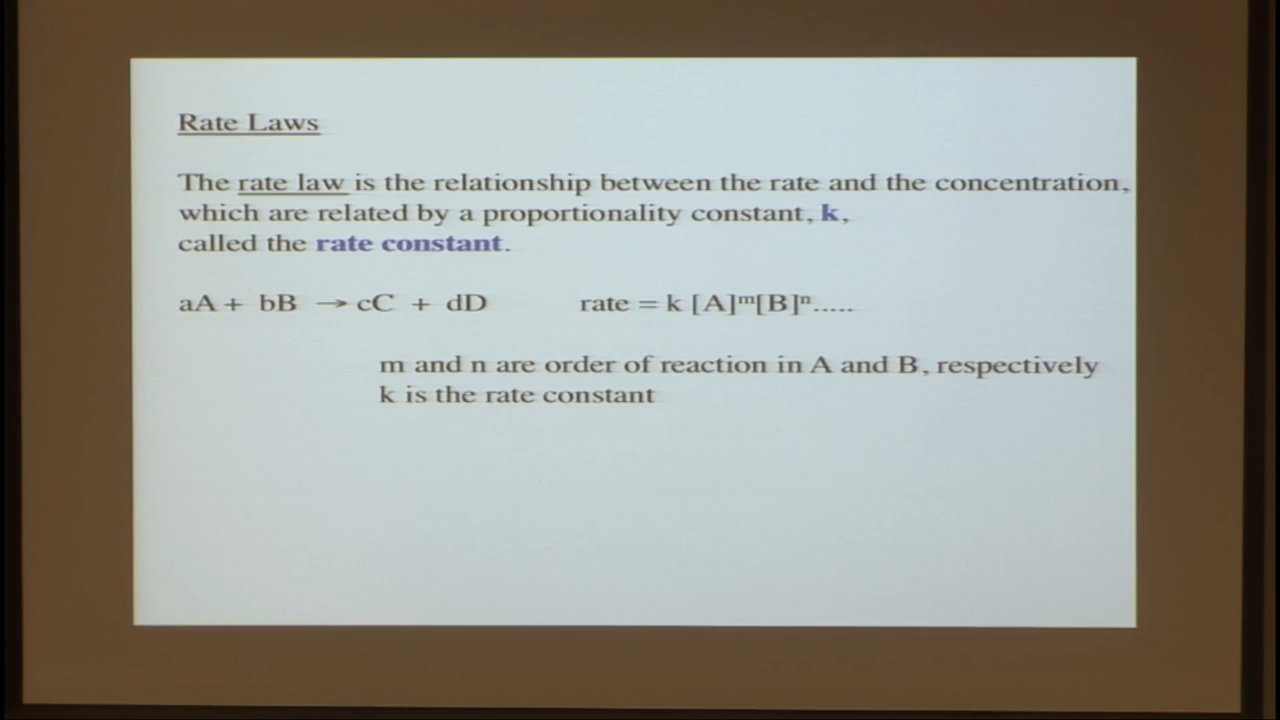 Rate Laws
The rate law is the relationship between the rate and the concentration,
which are related by a proportionality constant, k,
called the rate constant.
aA + bB → cC + dD rate = k [A]ᵐ[B]ⁿ.....
m and n are order of reaction in A and B, respectively
k is the rate constant